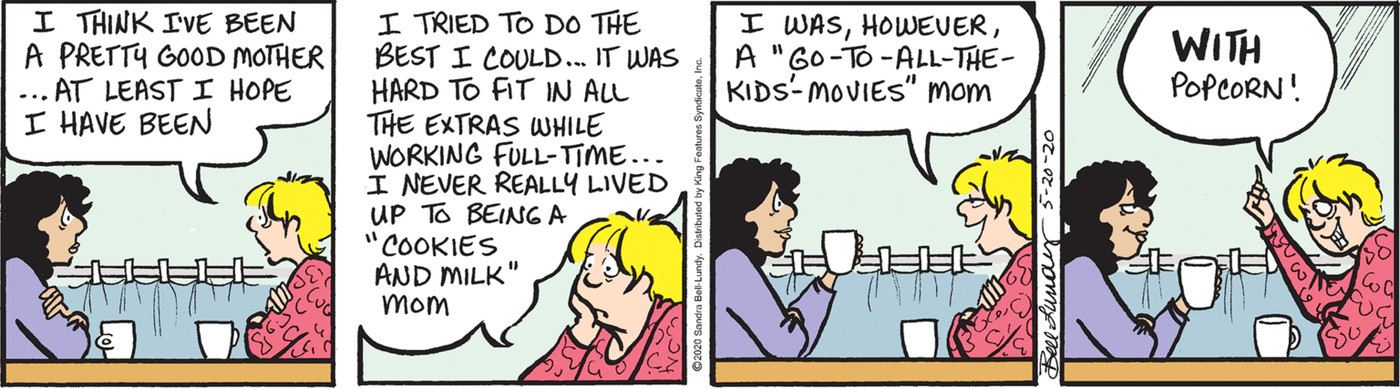 I THINK I'VE BEEN
A PRETTY GOOD MOTHER
...AT LEAST I HOPE
I HAVE BEEN
I TRIED TO DO THE
BEST I COULD... IT WAS
HARD TO FIT IN ALL
THE EXTRAS WHILE
WORKING FULL-TIME...
I NEVER REALLY LIVED
UP TO BEING A
"COOKIES
AND MILK"
MOM
©2020 Sandra Bell-Lundy. Distributed by King Features Syndicate, Inc.
I WAS, HOWEVER,
A "GO-TO-ALL-THE-
KIDS'-MOVIES" MOM
Bell-Lundy 5-20-20
WITH
POPCORN!